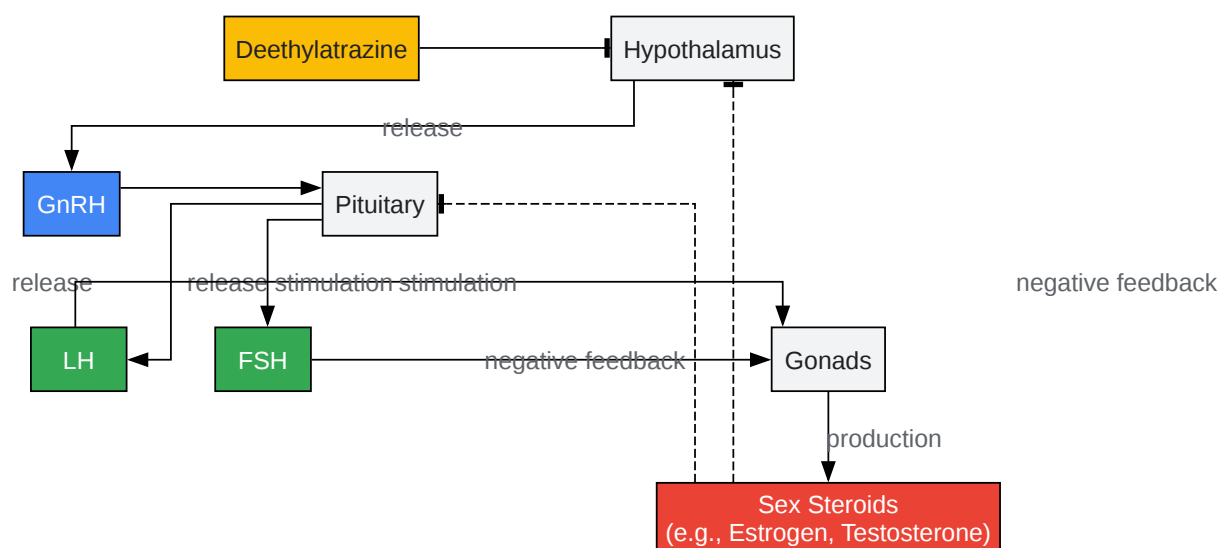 Deethylatrazine
Hypothalamus
release
GnRH
Pituitary
release
release
stimulation
stimulation
negative feedback
LH
FSH
negative feedback
Gonads
production
Sex Steroids
(e.g., Estrogen, Testosterone)